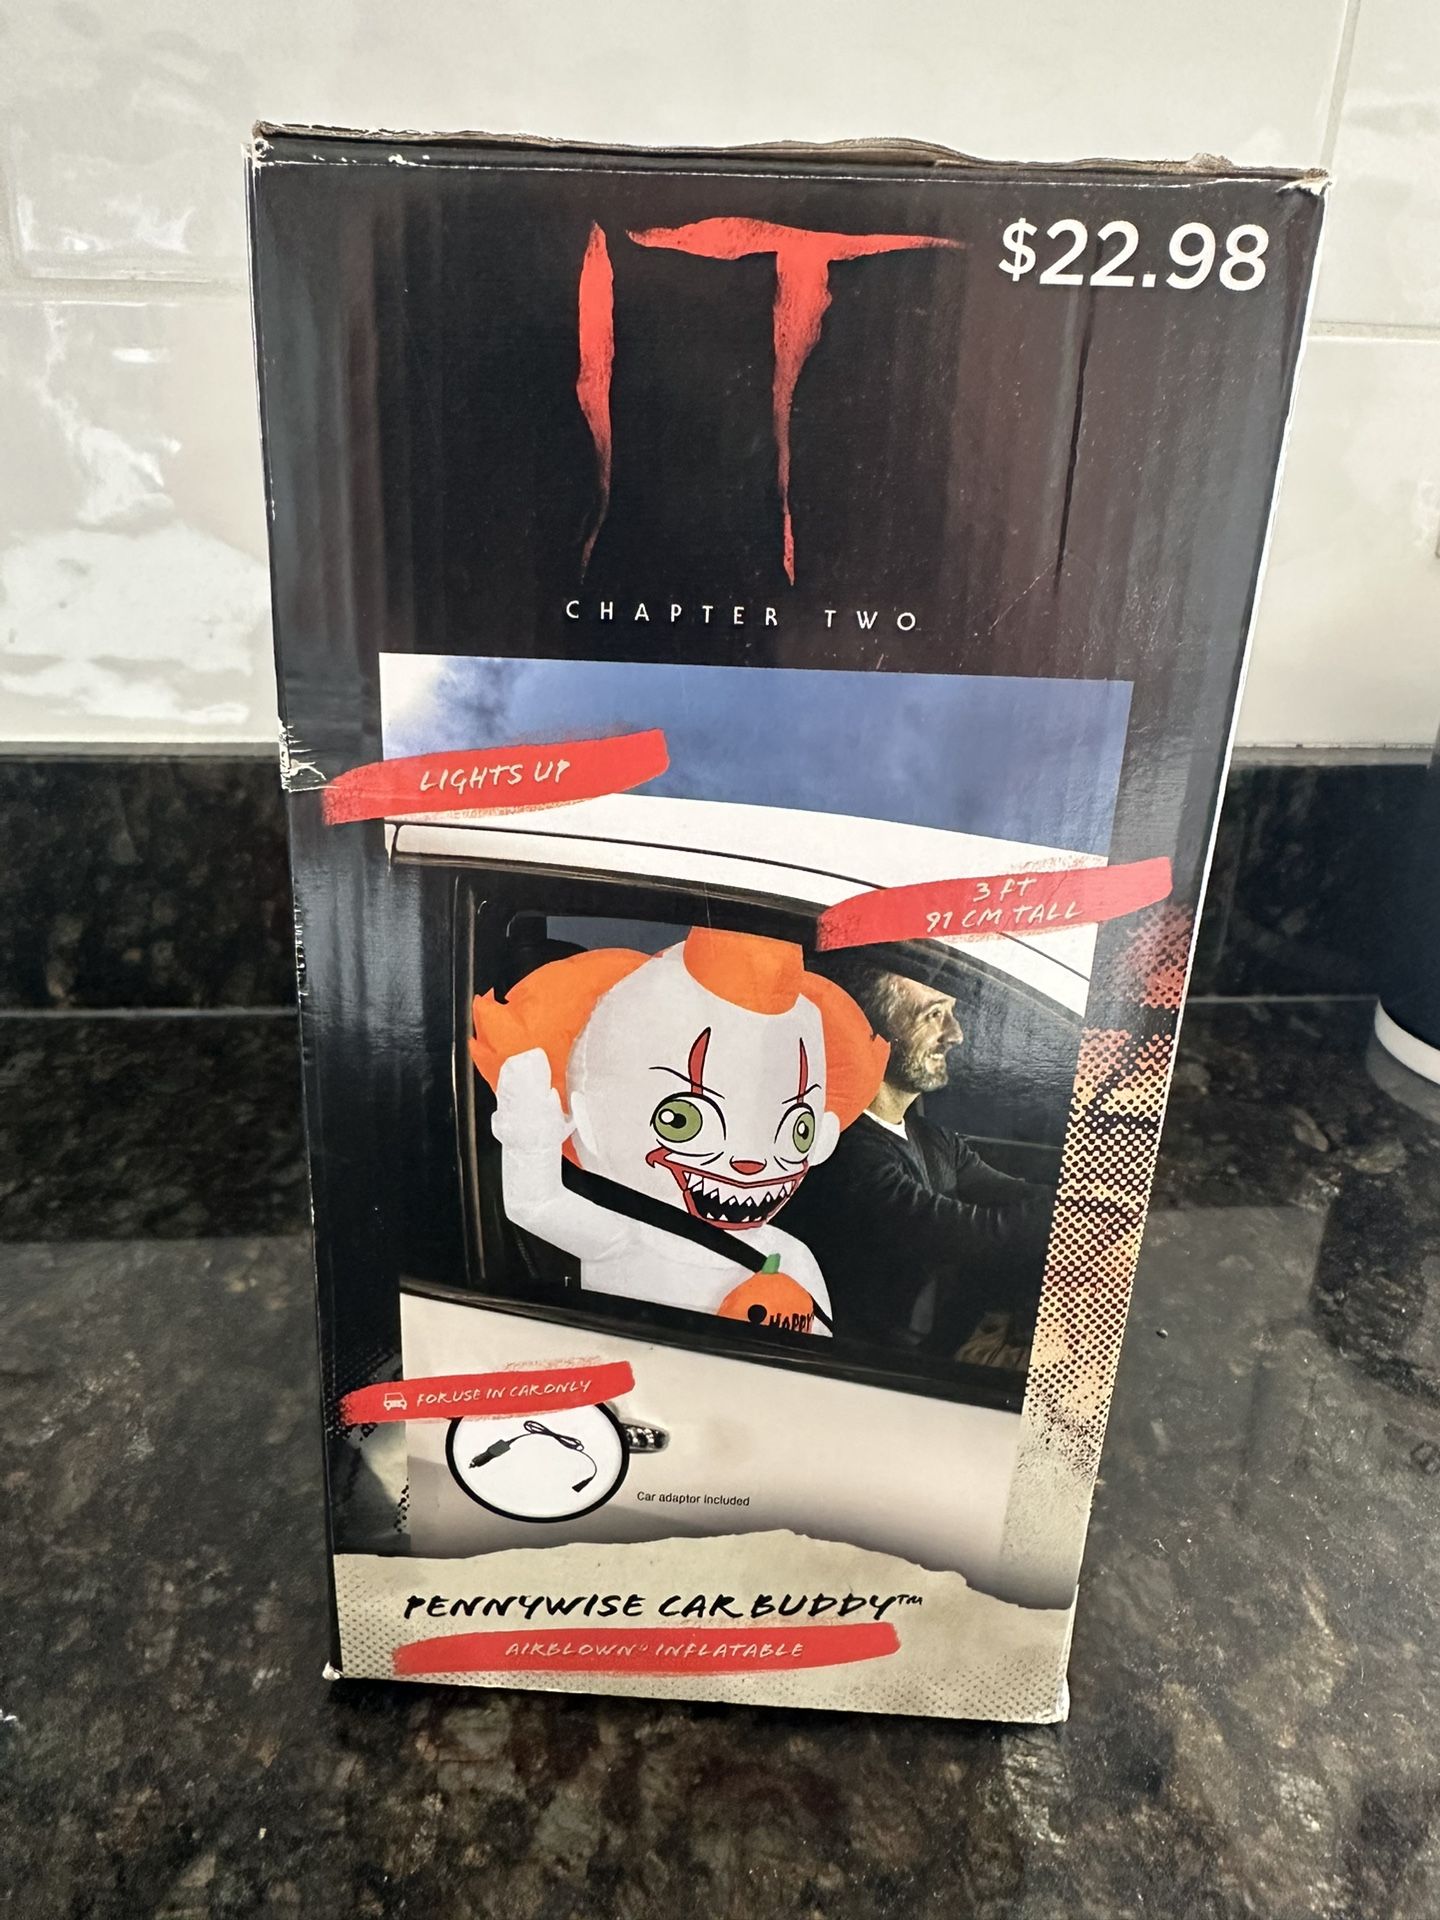 IT
$22.98
CHAPTER TWO
LIGHTS UP
3 FT
91 CM TALL
HAPPY
FOR USE IN CAR ONLY
Car adaptor included
PENNYWISE CAR BUDDY™
AIRBLOWN® INFLATABLE